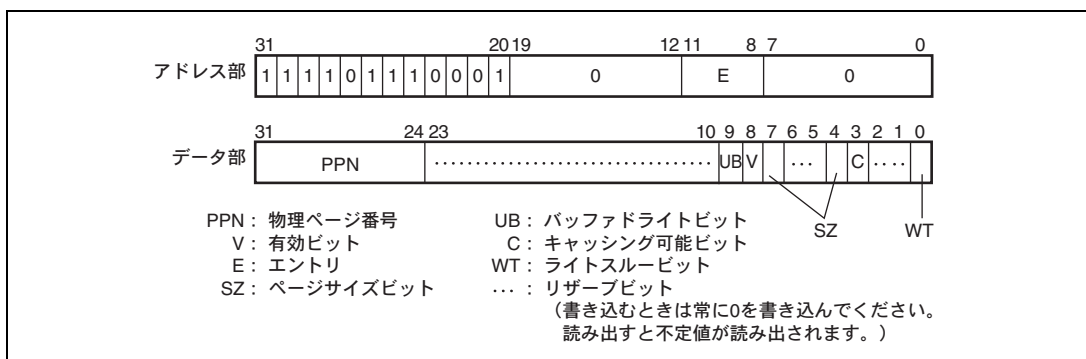 31 20 19 12 11 8 7 0
アドレス部 1 1 1 1 0 1 1 1 0 0 0 1 0 E 0
31 24 23 10 9 8 7 6 5 4 3 2 1 0
データ部 PPN ................................ UB V ... C .. .. 
SZ WT
PPN： 物理ページ番号 UB： バッファドライトビット
V： 有効ビット C： キャッシング可能ビット
E： エントリ WT： ライトスルービット
SZ： ページサイズビット ...： リザーブビット
（書き込むときは常に0を書き込んでください。
読み出すと不定値が読み出されます。）